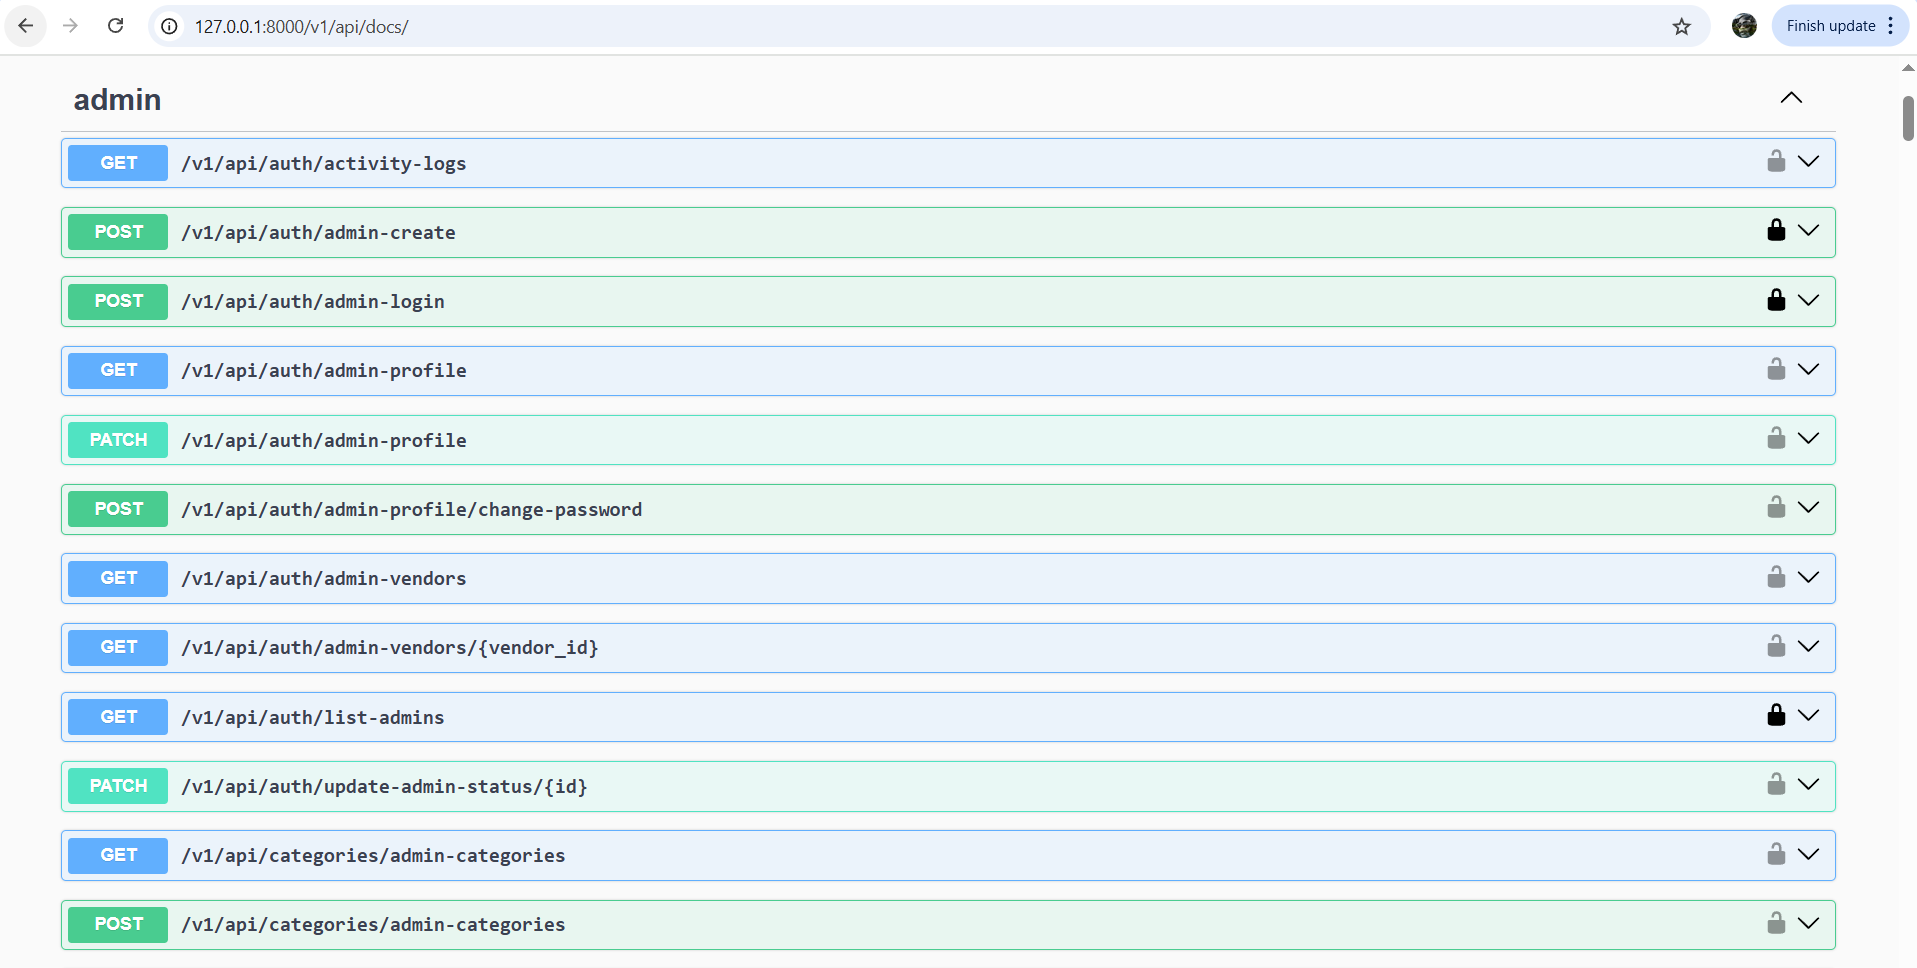 127.0.0.1:8000/v1/api/docs/
Finish update
admin
GET /v1/api/auth/activity-logs
POST /v1/api/auth/admin-create
POST /v1/api/auth/admin-login
GET /v1/api/auth/admin-profile
PATCH /v1/api/auth/admin-profile
POST /v1/api/auth/admin-profile/change-password
GET /v1/api/auth/admin-vendors
GET /v1/api/auth/admin-vendors/{vendor_id}
GET /v1/api/auth/list-admins
PATCH /v1/api/auth/update-admin-status/{id}
GET /v1/api/categories/admin-categories
POST /v1/api/categories/admin-categories